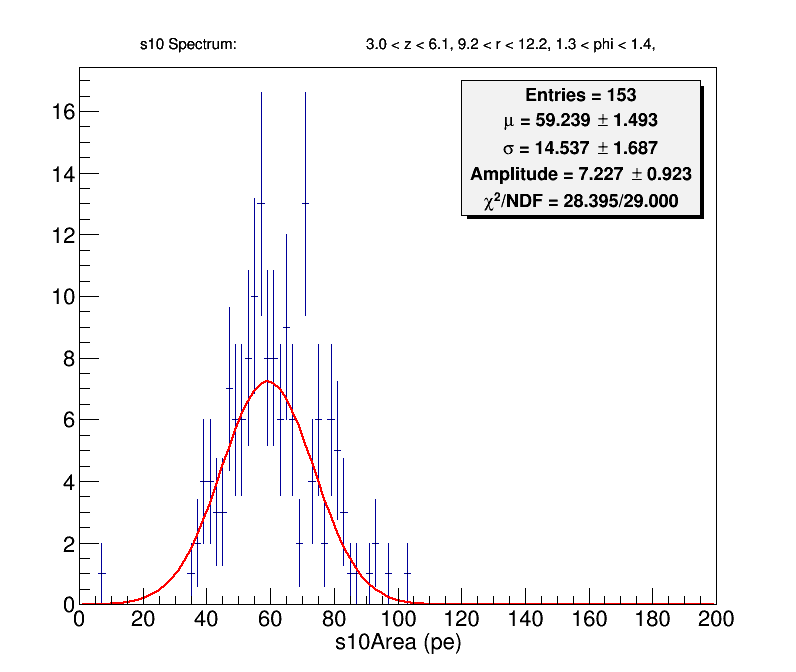 s10 Spectrum: 3.0 < z < 6.1, 9.2 < r < 12.2, 1.3 < phi < 1.4,
Entries = 153
μ = 59.239 ± 1.493
σ = 14.537 ± 1.687
Amplitude = 7.227 ± 0.923
χ²/NDF = 28.395/29.000
16
14
12
10
8
6
4
2
0
0 20 40 60 80 100 120 140 160 180 200
s10Area (pe)